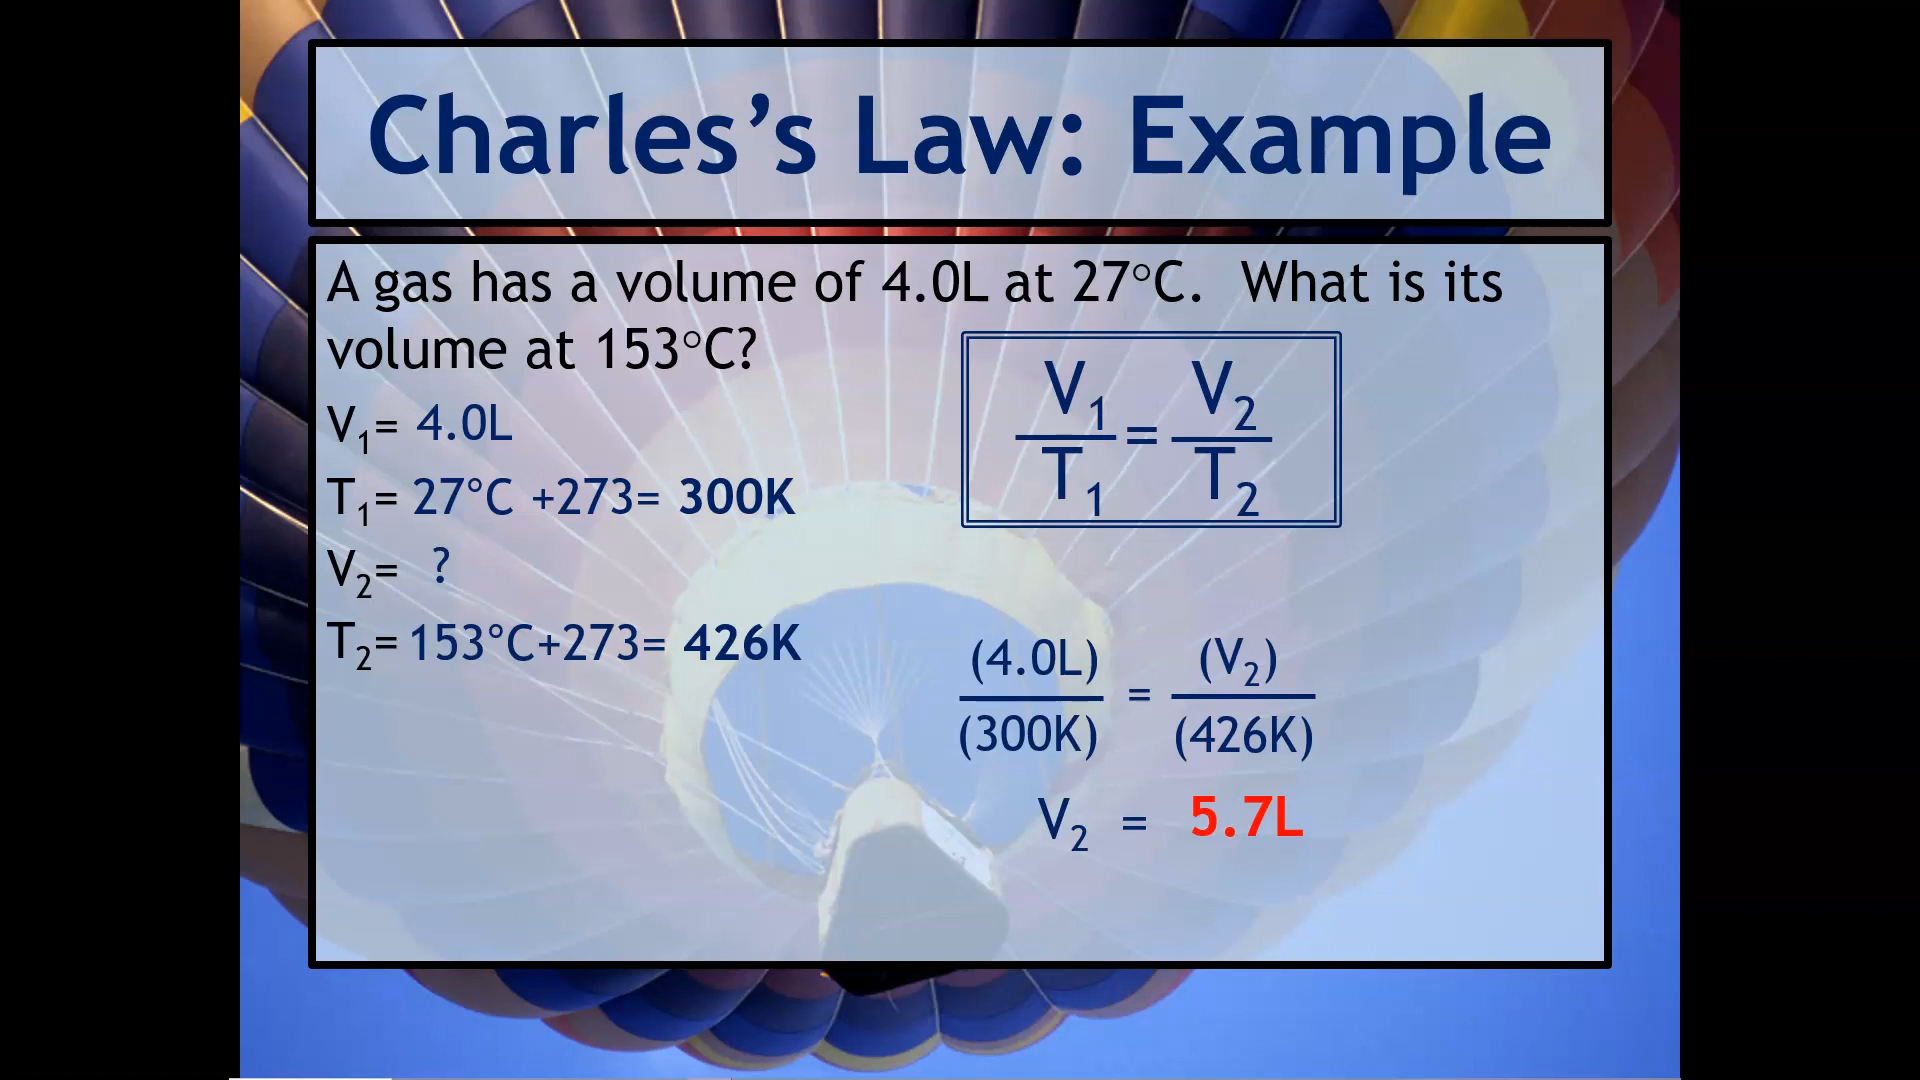 Charles’s Law: Example
A gas has a volume of 4.0L at 27°C. What is its
volume at 153°C?
V₁= 4.0L
T₁= 27°C +273= 300K
V₂= ?
T₂= 153°C+273= 426K
V₁ = V₂
T₁ T₂
(4.0L) = (V₂)
(300K) (426K)
V₂ = 5.7L